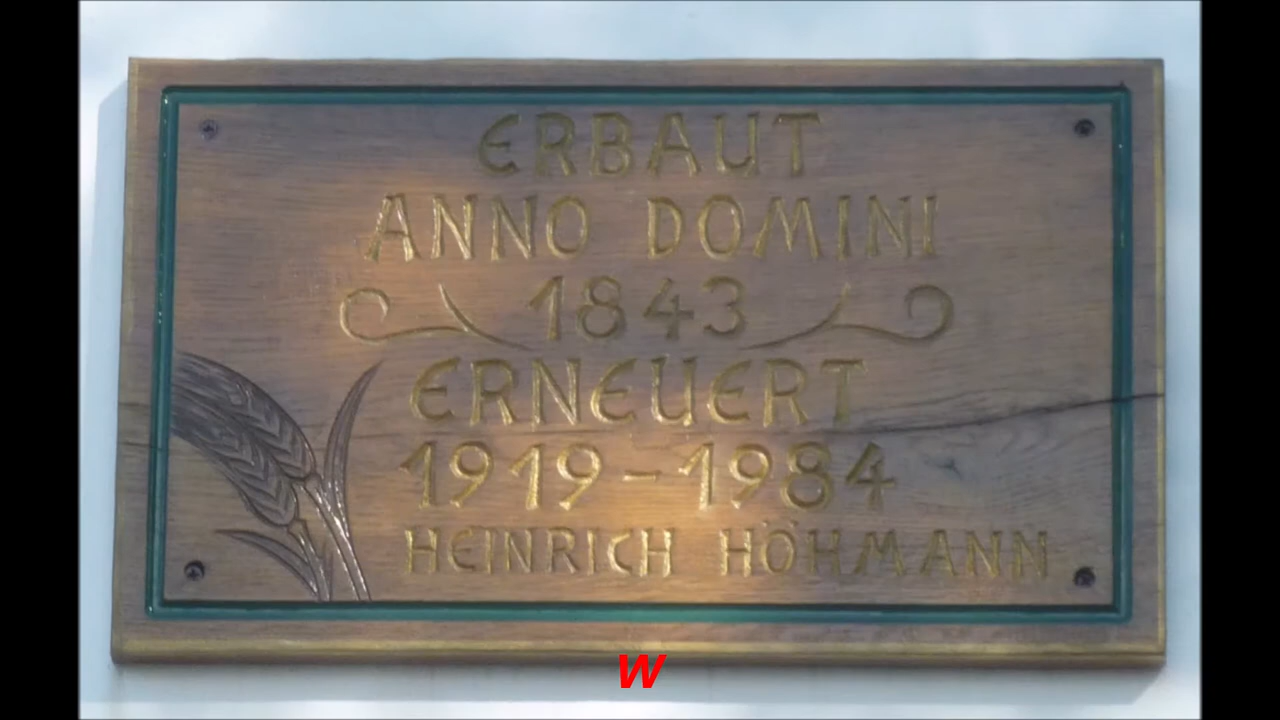 ERBAUT
ANNO DOMINI
1843
ERNEUERT
1919-1984
HEINRICH HÖHMANN
W